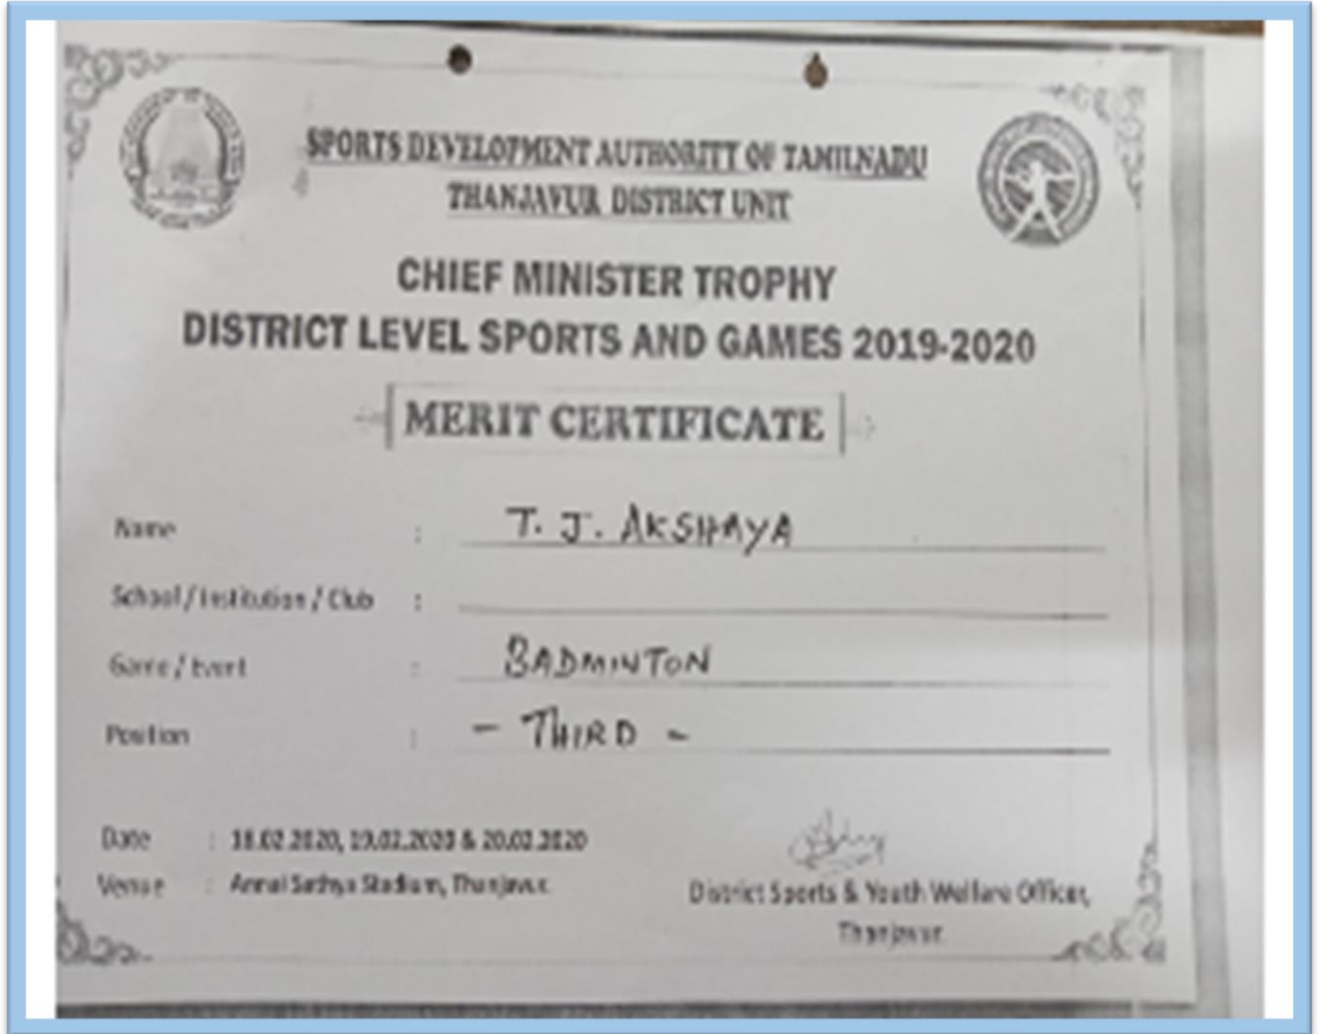 SPORTS DEVELOPMENT AUTHORITY OF TAMILNADU
THANJAVUR DISTRICT UNIT
CHIEF MINISTER TROPHY
DISTRICT LEVEL SPORTS AND GAMES 2019-2020
MERIT CERTIFICATE
Name : T. J. AKSHAYA
School / Institution / Club :
Game / Event : BADMINTON
Position : - THIRD -
Date : 18.02.2020, 19.02.2020 & 20.02.2020
Venue : Annai Sathya Stadium, Thanjavur.
District Sports & Youth Welfare Officer,
Thanjavur.